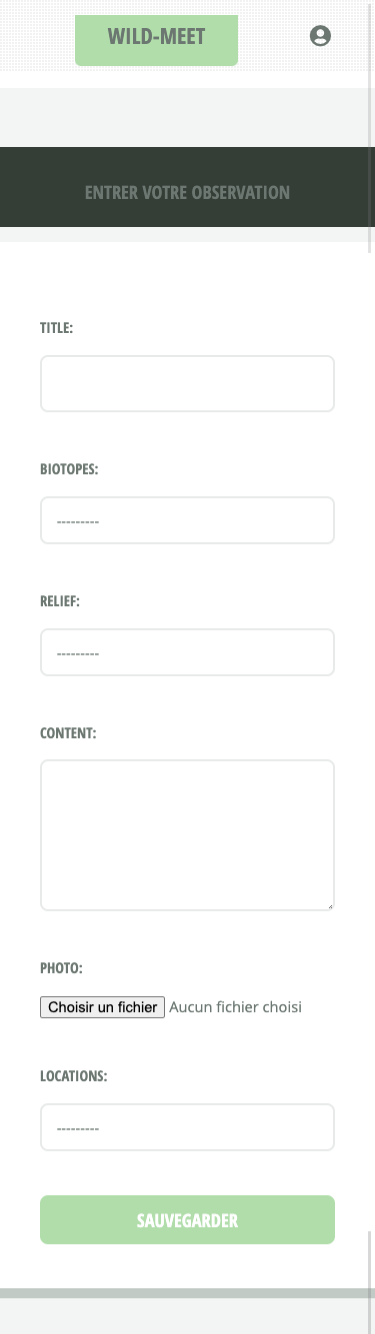 WILD-MEET
ENTRER VOTRE OBSERVATION
TITLE:
BIOTOPES:
---------
RELIEF:
---------
CONTENT:
PHOTO:
Choisir un fichier Aucun fichier choisi
LOCATIONS:
---------
SAUVEGARDER